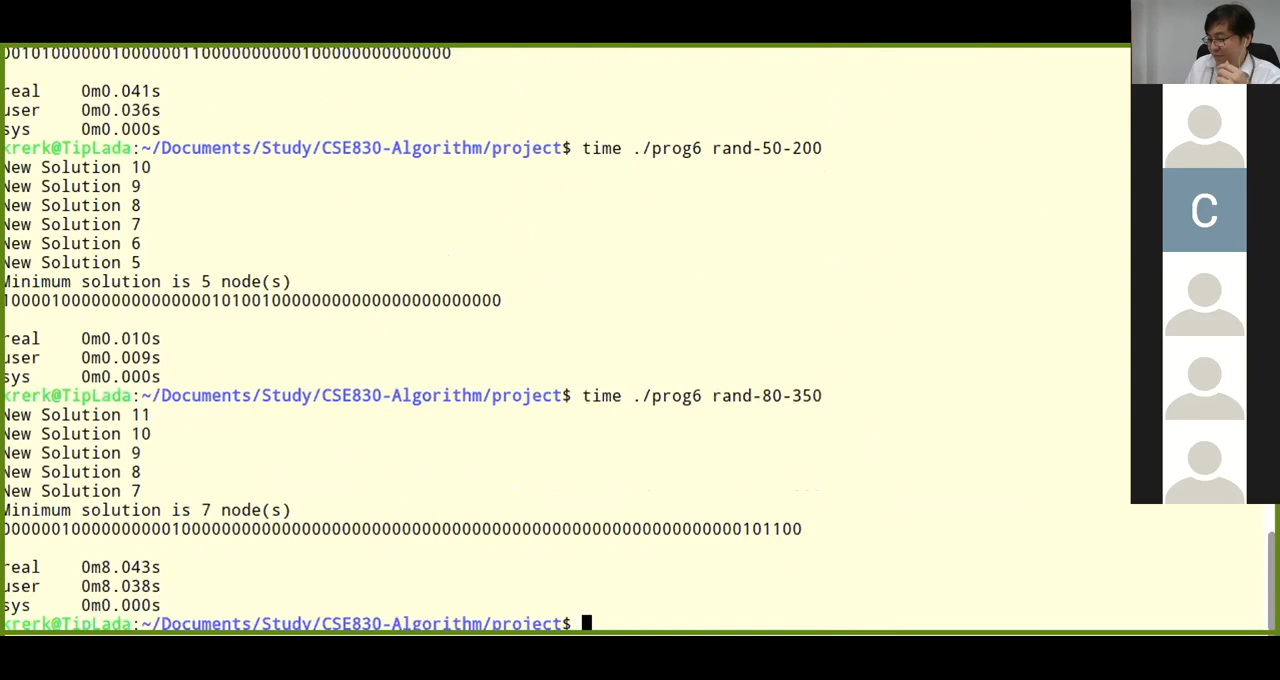 00101000000100000011000000000010000000000000
real 0m0.041s
user 0m0.036s
sys 0m0.000s
krerk@TipLada:~/Documents/Study/CSE830-Algorithm/project$ time ./prog6 rand-50-200
New Solution 10
New Solution 9
New Solution 8
New Solution 7
New Solution 6
New Solution 5
Minimum solution is 5 node(s)
10000100000000000000010100100000000000000000000000
real 0m0.010s
user 0m0.009s
sys 0m0.000s
krerk@TipLada:~/Documents/Study/CSE830-Algorithm/project$ time ./prog6 rand-80-350
New Solution 11
New Solution 10
New Solution 9
New Solution 8
New Solution 7
Minimum solution is 7 node(s)
00000010000000000100000000000000000000000000000000000000000000000000000000101100
real 0m8.043s
user 0m8.038s
sys 0m0.000s
krerk@TipLada:~/Documents/Study/CSE830-Algorithm/project$
C